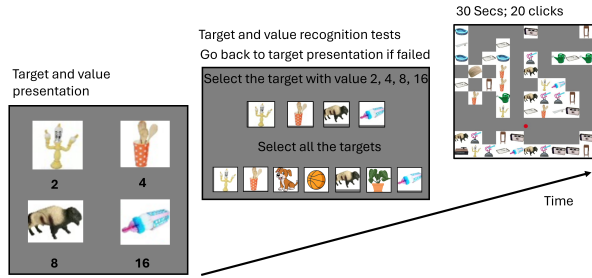 Target and value
presentation
2
4
8
16
Target and value recognition tests
Go back to target presentation if failed
Select the target with value 2, 4, 8, 16
Select all the targets
30 Secs; 20 clicks
Time